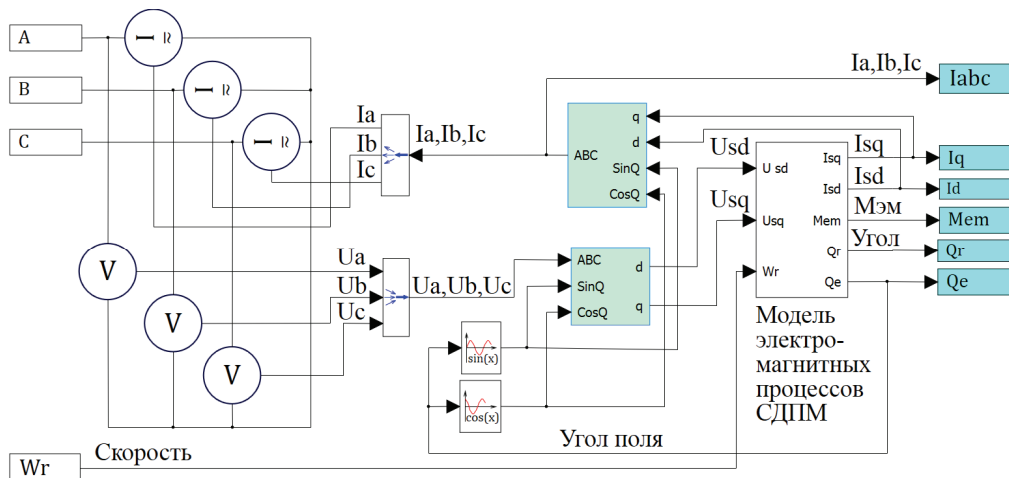 A
B
C
I
≈
I
≈
I
≈
Ia
Ib
Ic
Ia,Ib,Ic
ABC
q
d
SinQ
CosQ
Ia,Ib,Ic
Iabc
Usd
Usq
U sd
Usq
Wr
Isq
Isd
Mem
Qr
Qe
Isq
Isd
Мэм
Угол
Iq
Id
Mem
Qr
Qe
V
V
V
Ua
Ub
Uc
Ua,Ub,Uc
ABC
SinQ
CosQ
d
q
sin(x)
cos(x)
Модель
электро-
магнитных
процессов
СДПМ
Угол поля
Скорость
Wr